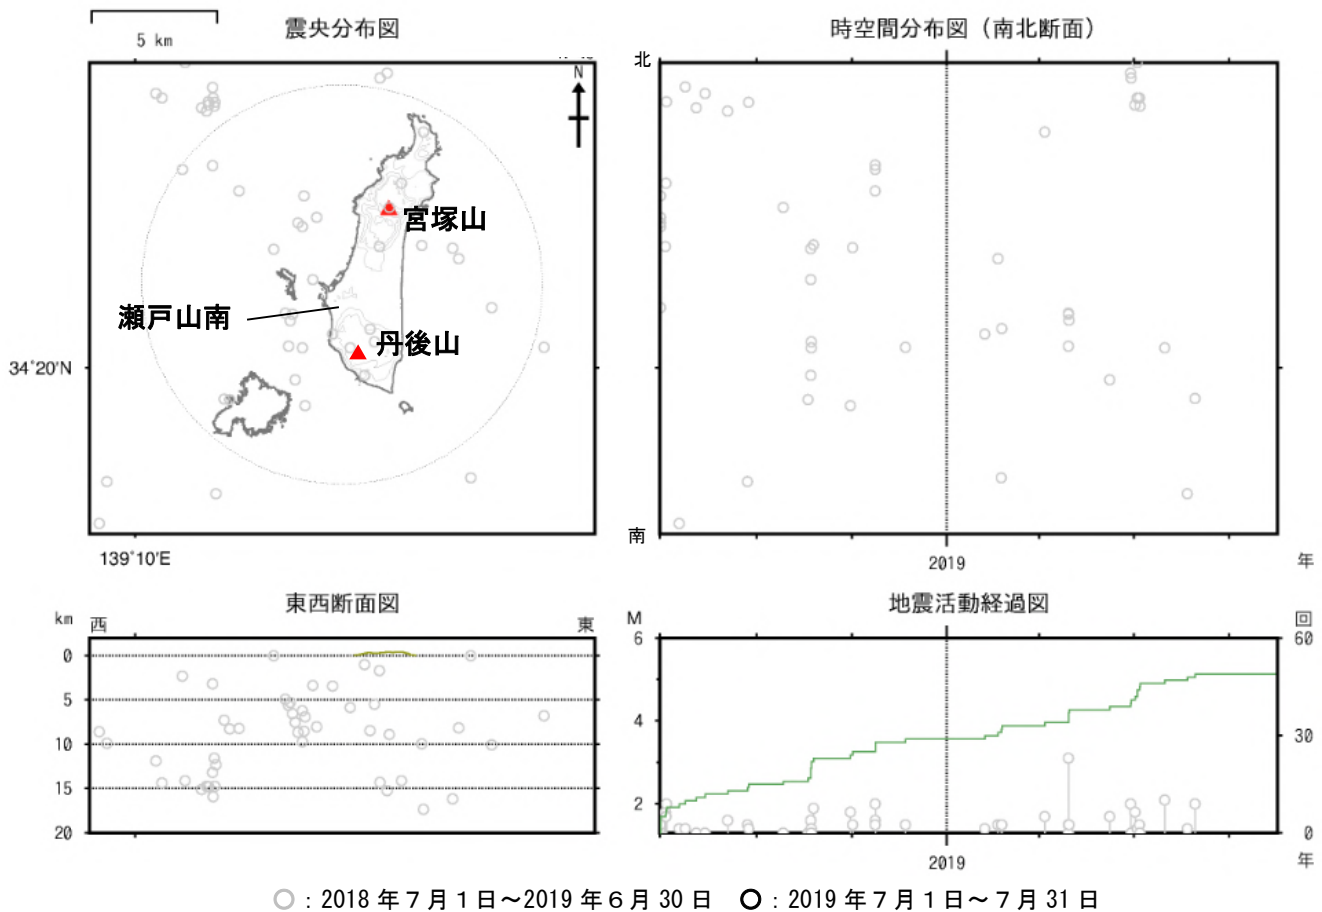 5 km
震央分布図
時空間分布図（南北断面）
北
N
宮塚山
瀬戸山南
丹後山
34°20′N
南
139°10′E
2019
年
東西断面図
地震活動経過図
km
西
東
M
回
0
5
10
15
20
6
4
2
60
30
0
2019
年
○：2018 年７月１日～2019 年６月 30 日 ○：2019 年７月１日～７月 31 日